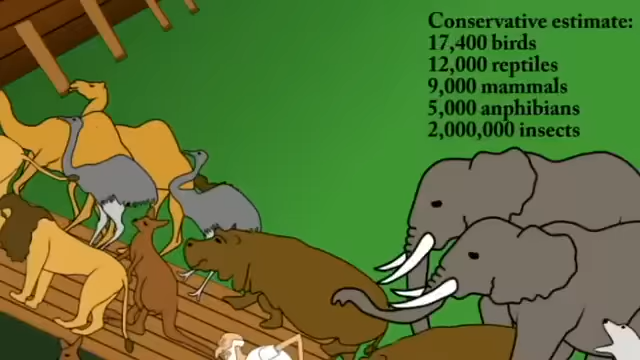 Conservative estimate:
17,400 birds
12,000 reptiles
9,000 mammals
5,000 anphibians
2,000,000 insects